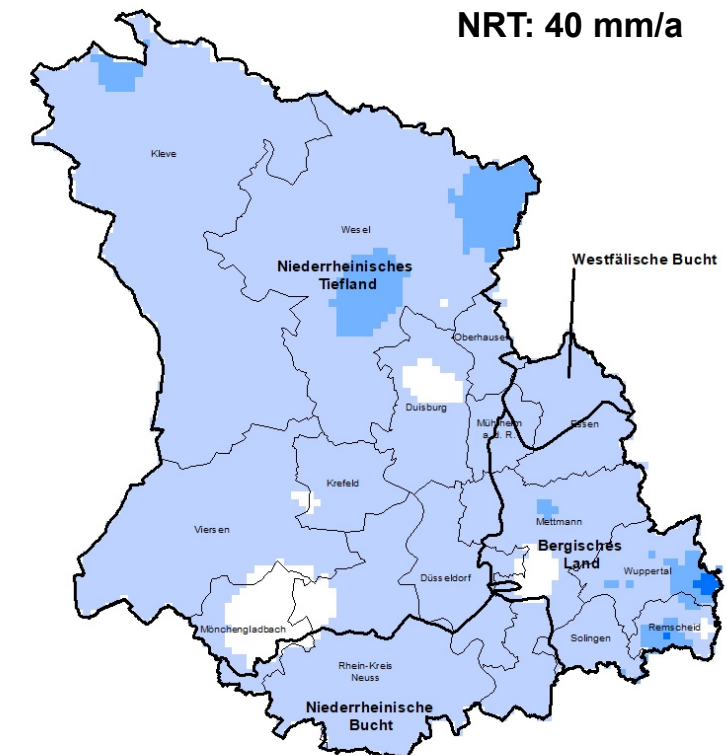 NRT: 40 mm/a
Kleve
Wesel
Niederrheinisches
Tiefland
Westfälische Bucht
Oberhausen
Duisburg
Mühlheim
a. d. R.
Essen
Krefeld
Viersen
Mettmann
Bergisches
Land
Düsseldorf
Wuppertal
Mönchengladbach
Solingen
Remscheid
Rhein-Kreis
Neuss
Niederrheinische
Bucht